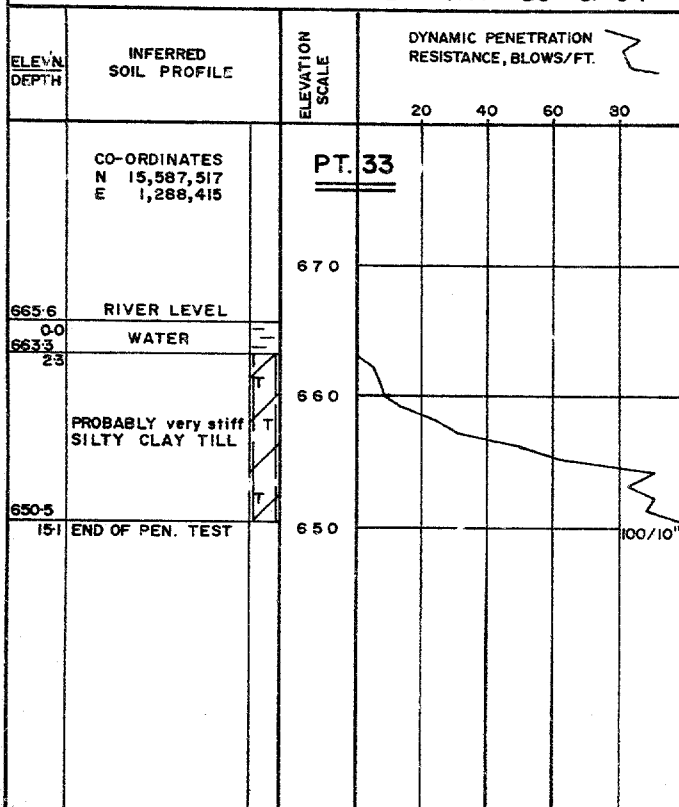 ELEVN.
DEPTH
INFERRED
SOIL PROFILE
ELEVATION
SCALE
DYNAMIC PENETRATION
RESISTANCE, BLOWS/FT.
20 40 60 80
CO-ORDINATES
N 15,587,517
E 1,288,415
PT. 33
670
665.6 RIVER LEVEL
0.0
WATER
663.3
2.3
T
660
PROBABLY very stiff
T
SILTY CLAY TILL
T
650.5
15.1 END OF PEN. TEST
650
100/10"